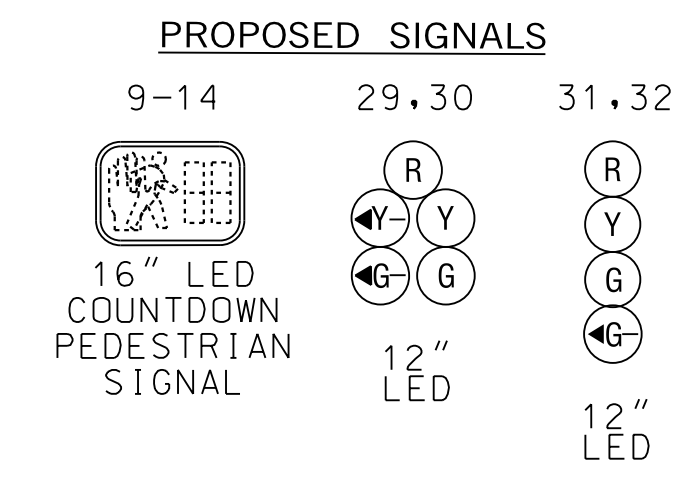 PROPOSED SIGNALS
9-14
16" LED
COUNTDOWN
PEDESTRIAN
SIGNAL
29,30
R
Y Y
G G
12"
LED
31,32
R
Y
G
G
12"
LED